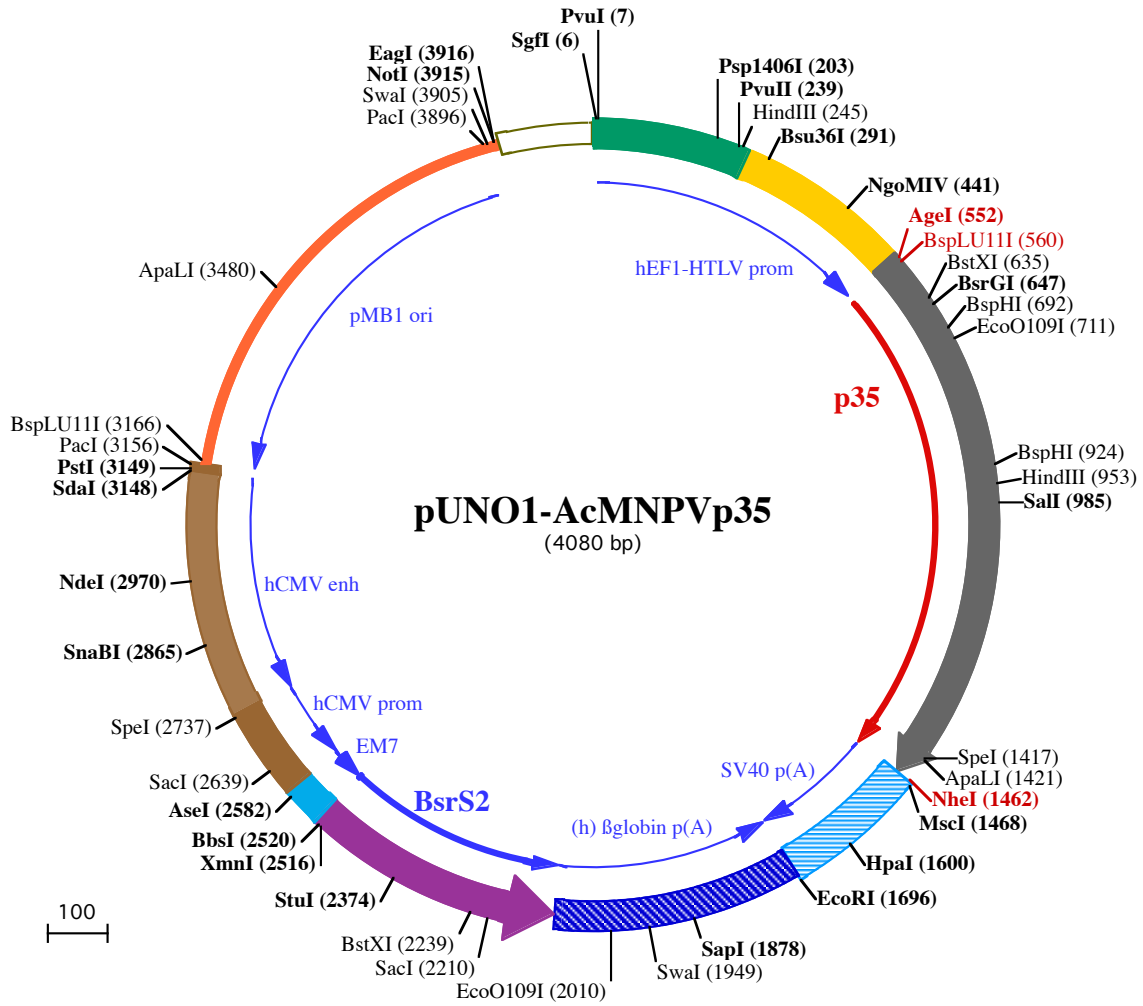 PvuI (7)
SgfI (6)
EagI (3916)
NotI (3915)
SwaI (3905)
PacI (3896)
Psp1406I (203)
PvuII (239)
HindIII (245)
Bsu36I (291)
NgoMIV (441)
AgeI (552)
BspLU11I (560)
BstXI (635)
BsrGI (647)
BspHI (692)
EcoO109I (711)
hEF1-HTLV prom
ApaLI (3480)
pMB1 ori
p35
BspLU11I (3166)
PacI (3156)
PstI (3149)
SdaI (3148)
BspHI (924)
HindIII (953)
SalI (985)
pUNO1-AcMNPVp35
(4080 bp)
NdeI (2970)
hCMV enh
SnaBI (2865)
hCMV prom
SpeI (2737)
EM7
SacI (2639)
AseI (2582)
BbsI (2520)
XmnI (2516)
BsrS2
SV40 p(A)
(h) ßglobin p(A)
SpeI (1417)
ApaLI (1421)
NheI (1462)
MscI (1468)
HpaI (1600)
EcoRI (1696)
StuI (2374)
100
BstXI (2239)
SacI (2210)
EcoO109I (2010)
SapI (1878)
SwaI (1949)